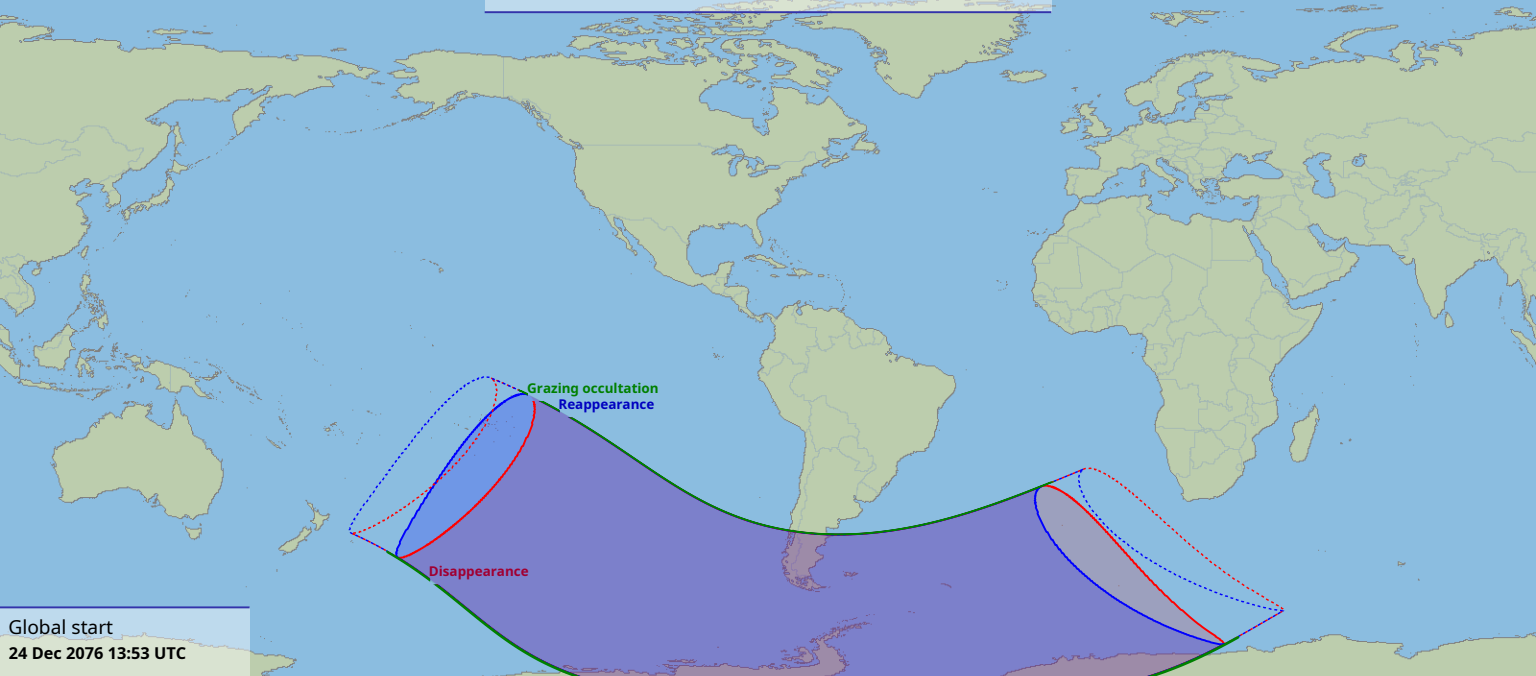 Grazing occultation
Reappearance
Disappearance
Global start
24 Dec 2076 13:53 UTC